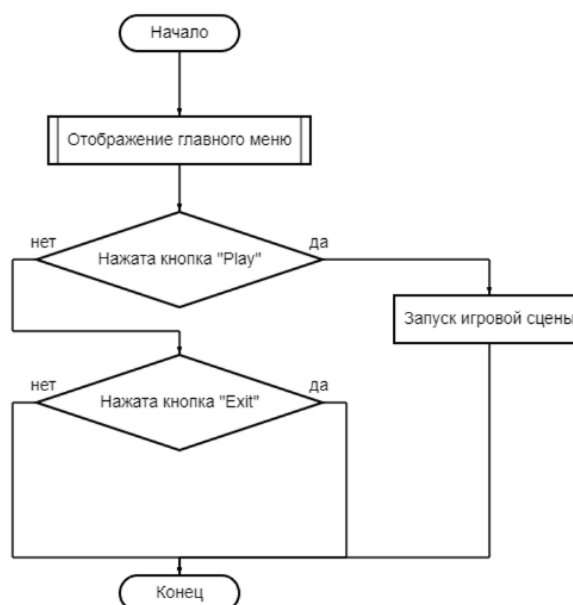 Начало
Отображение главного меню
нет
да
Нажата кнопка "Play"
Запуск игровой сцены
нет
да
Нажата кнопка "Exit"
Конец